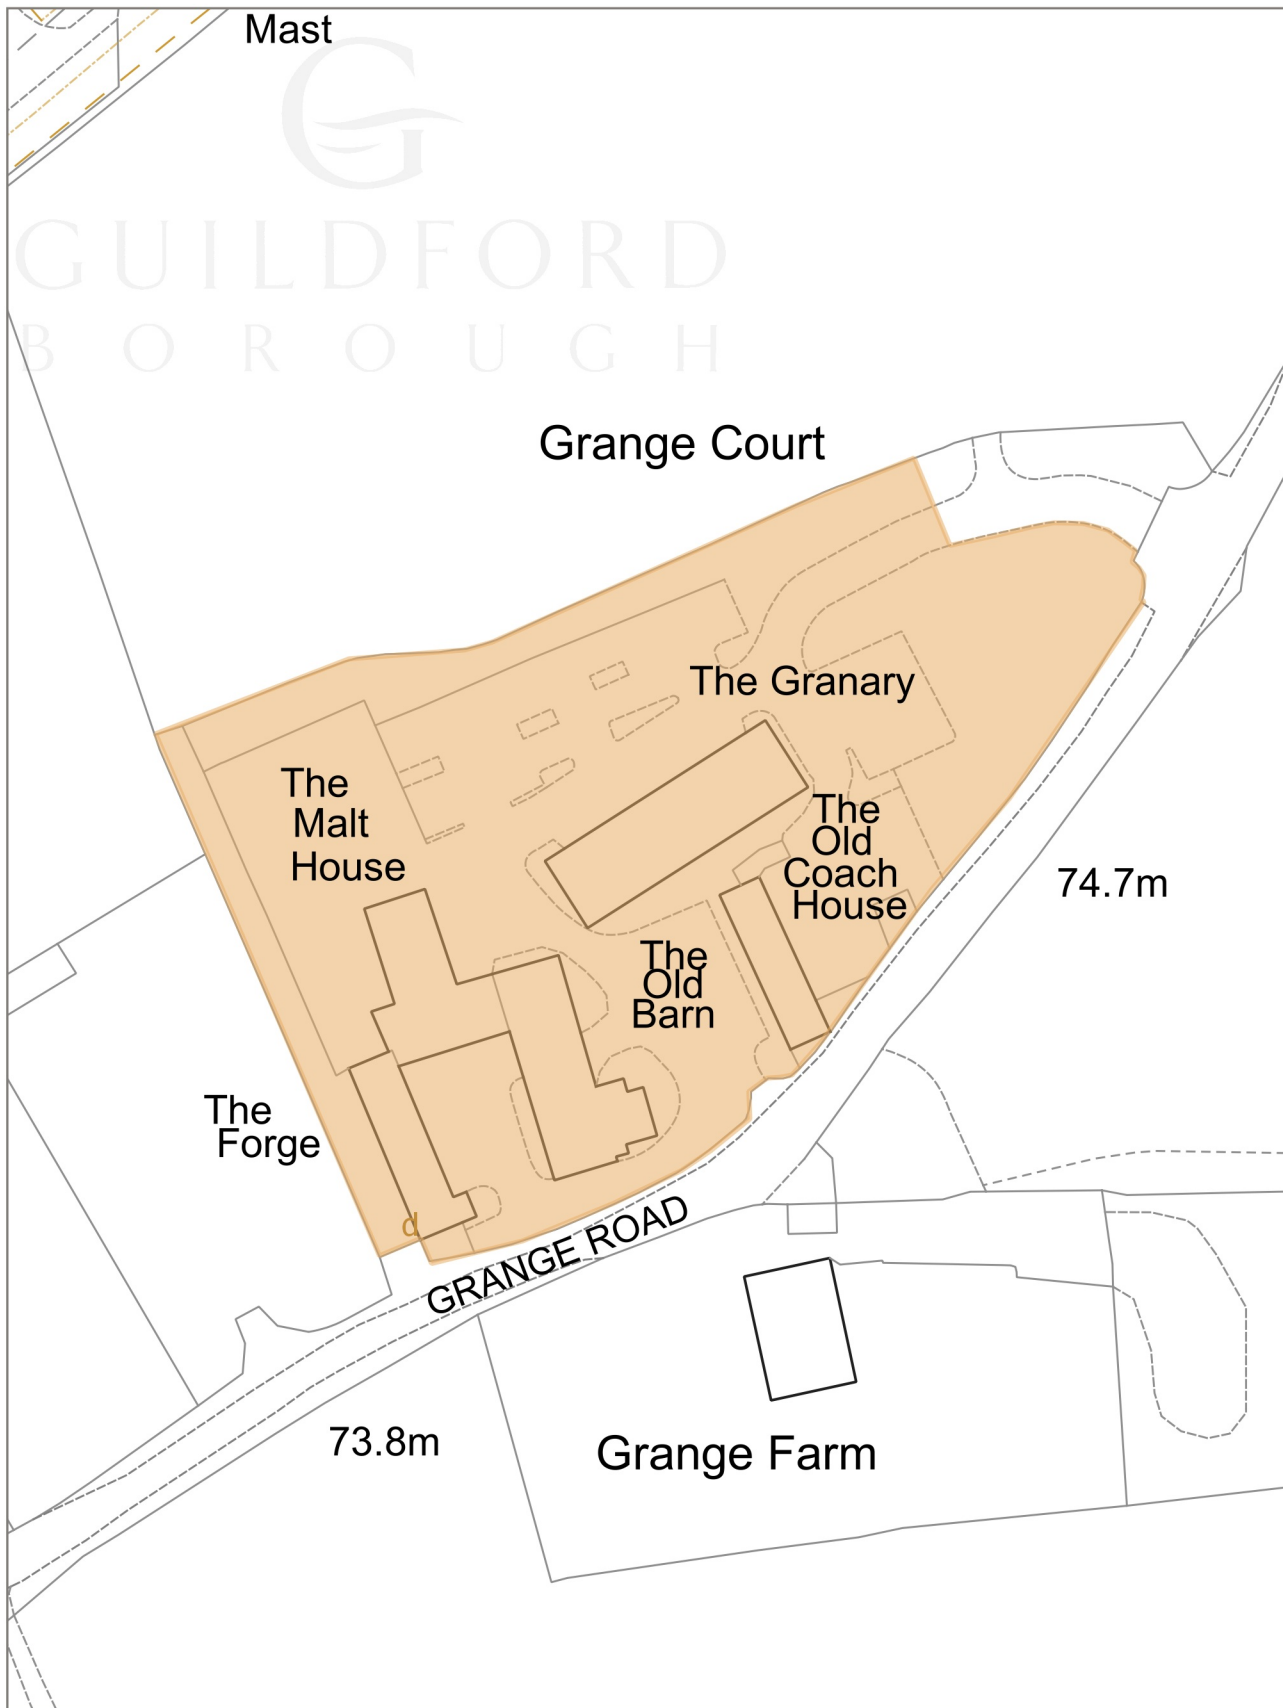 Mast
GUILDFORD
BOROUGH
Grange Court
The Granary
The
Malt
House
The
Old
Coach
House
74.7m
The
Old
Barn
The
Forge
d
GRANGE ROAD
73.8m
Grange Farm